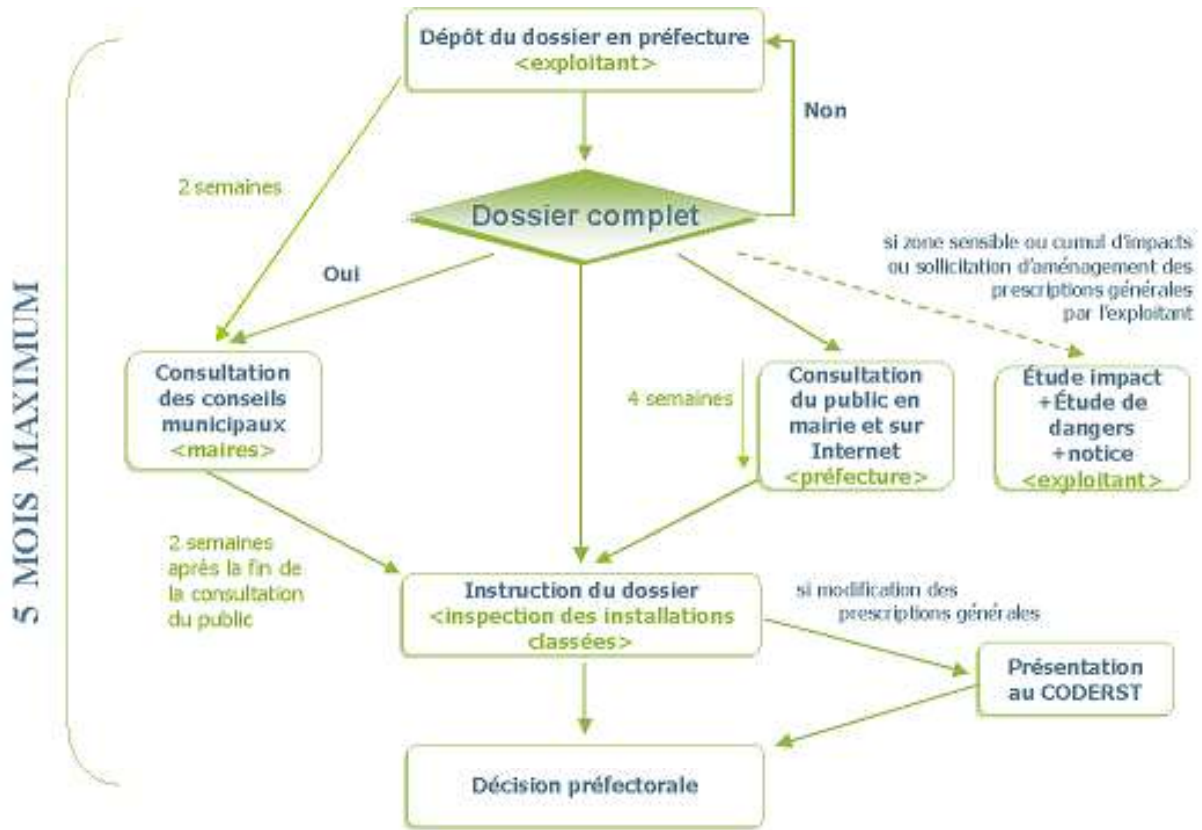 Dépôt du dossier en préfecture
<exploitant>
Non
2 semaines
Dossier complet
si zone sensible ou cumul d'impacts
ou sollicitation d'aménagement des
prescriptions générales
par l'exploitant
Oui
5 MOIS MAXIMUM
Consultation
des conseils
municipaux
<maires>
4 semaines
Consultation
du public en
mairie et sur
Internet
<préfecture>
Étude impact
+Étude de
dangers
+notice
<exploitant>
2 semaines
après la fin de
la consultation
du public
Instruction du dossier
<inspection des installations
classées>
si modification des
prescriptions générales
Présentation
au CODERST
Décision préfectorale